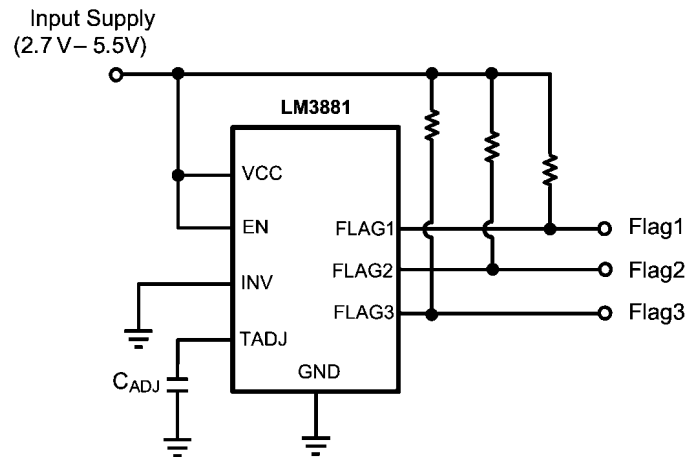 Input Supply
(2.7 V – 5.5V)
LM3881
VCC
EN
INV
TADJ
GND
FLAG1
FLAG2
FLAG3
Flag1
Flag2
Flag3
CADJ